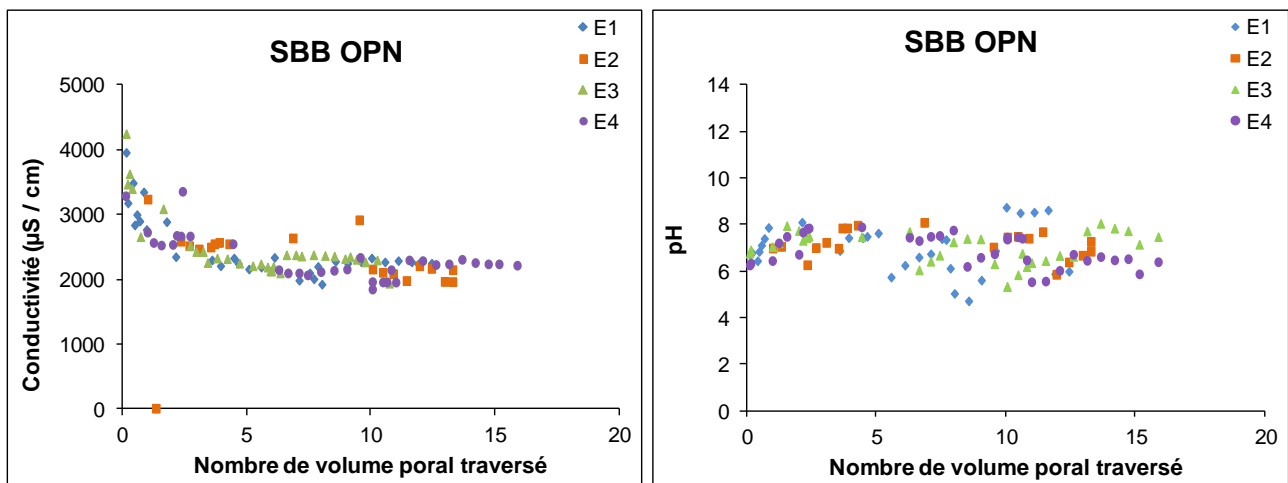 SBB OPN
E1
E2
E3
E4
Conductivité (µS / cm)
5000
4000
3000
2000
1000
0
0 5 10 15 20
Nombre de volume poral traversé
SBB OPN
E1
E2
E3
E4
pH
14
12
10
8
6
4
2
0
0 5 10 15 20
Nombre de volume poral traversé